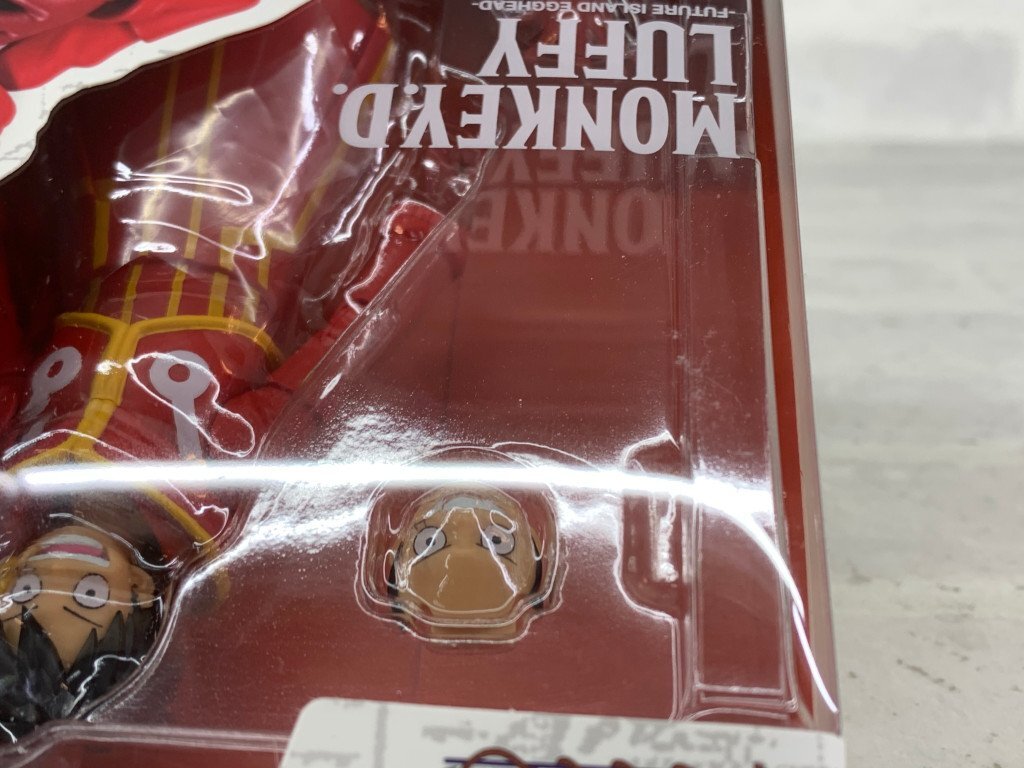 MONKEY.D.
LUFFY
-FUTURE ISLAND EGGHEAD-